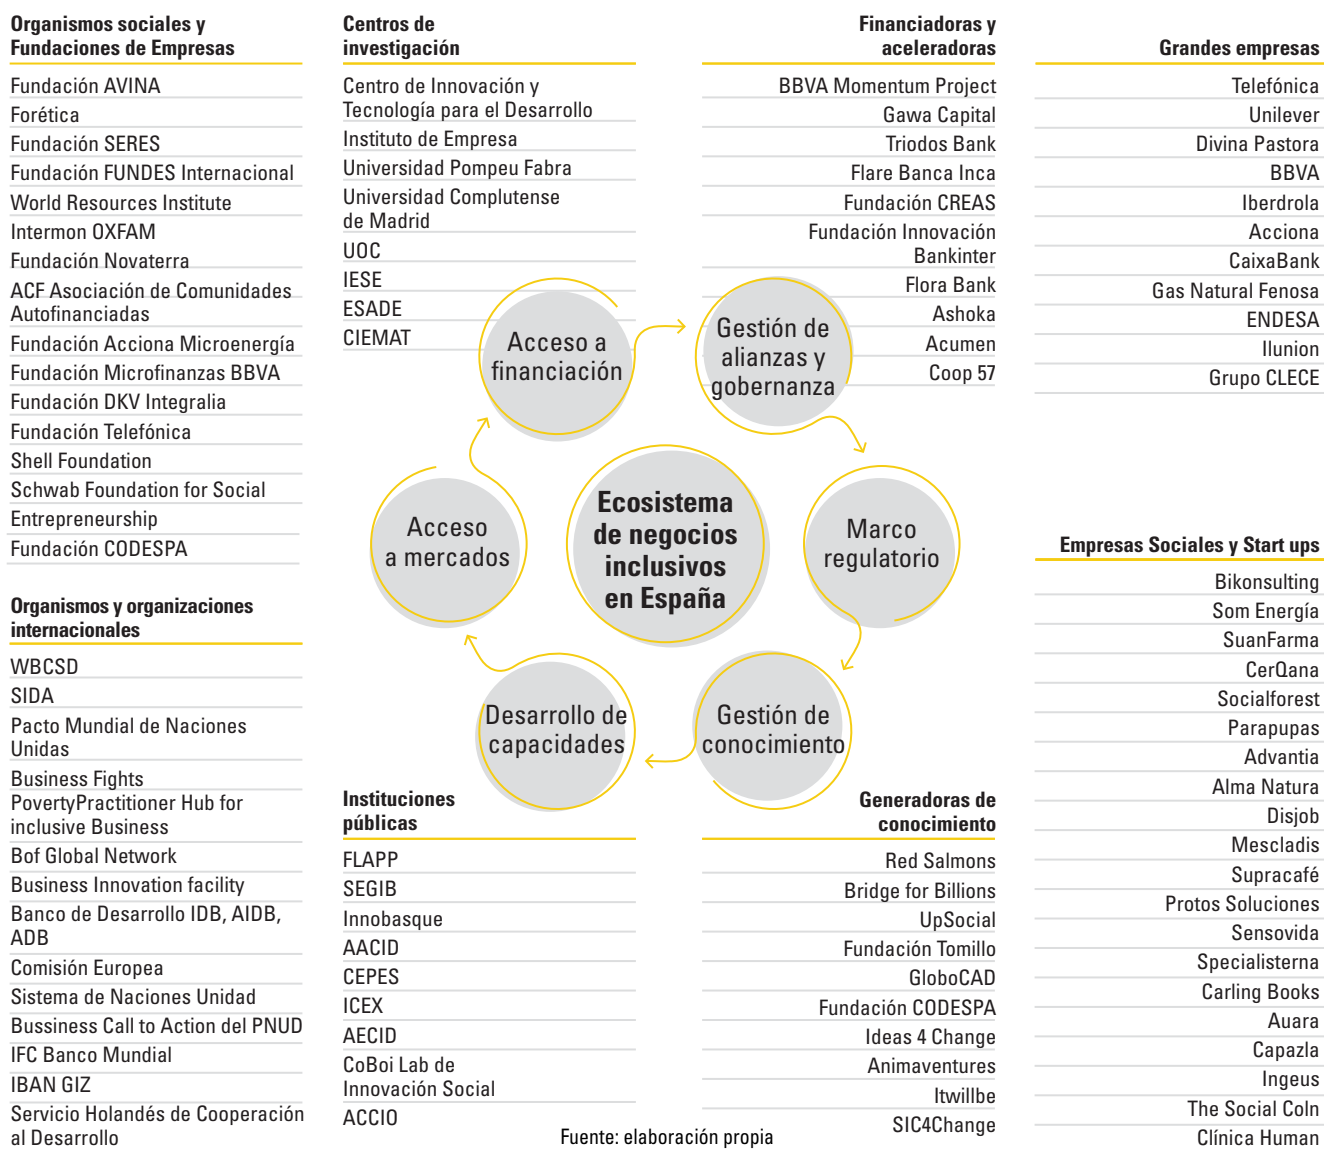 Organismos sociales y
Fundaciones de Empresas
Fundación AVINA
Forética
Fundación SERES
Fundación FUNDES Internacional
World Resources Institute
Intermon OXFAM
Fundación Novaterra
ACF Asociación de Comunidades
Autofinanciadas
Fundación Acciona Microenergía
Fundación Microfinanzas BBVA
Fundación DKV Integralia
Fundación Telefónica
Shell Foundation
Schwab Foundation for Social
Entrepreneurship
Fundación CODESPA
Organismos y organizaciones
internacionales
WBCSD
SIDA
Pacto Mundial de Naciones
Unidas
Business Fights
PovertyPractitioner Hub for
inclusive Business
Bof Global Network
Business Innovation facility
Banco de Desarrollo IDB, AIDB,
ADB
Comisión Europea
Sistema de Naciones Unidad
Bussiness Call to Action del PNUD
IFC Banco Mundial
IBAN GIZ
Servicio Holandés de Cooperación
al Desarrollo
Centros de
investigación
Centro de Innovación y
Tecnología para el Desarrollo
Instituto de Empresa
Universidad Pompeu Fabra
Universidad Complutense
de Madrid
UOC
IESE
ESADE
CIEMAT
Financiadoras y
aceleradoras
BBVA Momentum Project
Gawa Capital
Triodos Bank
Flare Banca Inca
Fundación CREAS
Fundación Innovación
Bankinter
Flora Bank
Ashoka
Acumen
Coop 57
Grandes empresas
Telefónica
Unilever
Divina Pastora
BBVA
Iberdrola
Acciona
CaixaBank
Gas Natural Fenosa
ENDESA
Ilunion
Grupo CLECE
Acceso a
financiación
Gestión de
alianzas y
gobernanza
Acceso
a mercados
Ecosistema
de negocios
inclusivos
en España
Marco
regulatorio
Desarrollo de
capacidades
Gestión de
conocimiento
Instituciones
públicas
FLAPP
SEGIB
Innobasque
AACID
CEPES
ICEX
AECID
CoBoi Lab de
Innovación Social
ACCIO
Generadoras de
conocimiento
Red Salmons
Bridge for Billions
UpSocial
Fundación Tomillo
GloboCAD
Fundación CODESPA
Ideas 4 Change
Animaventures
Itwillbe
SIC4Change
Empresas Sociales y Start ups
Bikonsulting
Som Energía
SuanFarma
CerQana
Socialforest
Parapupas
Advantia
Alma Natura
Disjob
Mescladis
Supracafé
Protos Soluciones
Sensovida
Specialisterna
Carling Books
Auara
Capazla
Ingeus
The Social Coln
Clínica Human
Fuente: elaboración propia